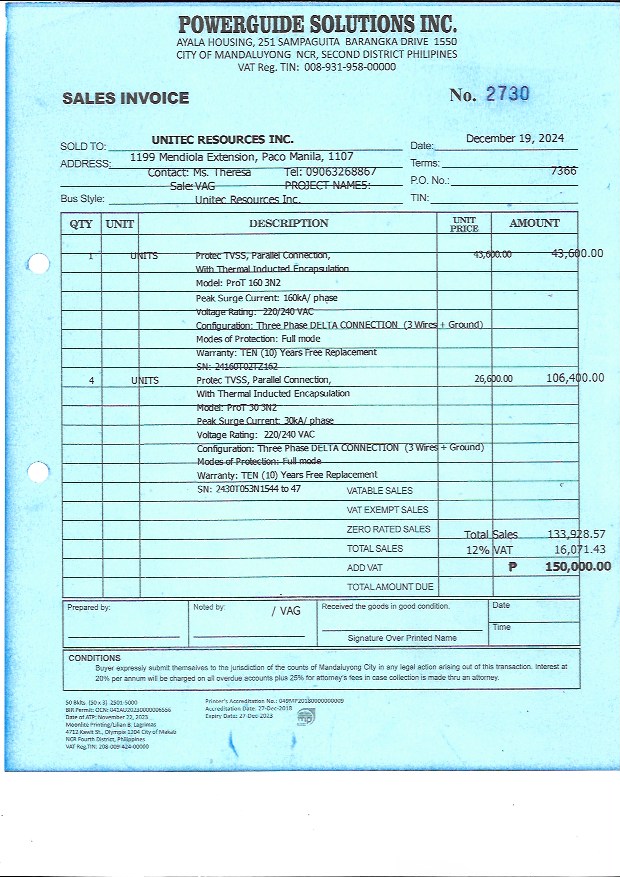 POWERGUIDE SOLUTIONS INC.
AYALA HOUSING, 251 SAMPAGUITA BARANGKA DRIVE 1550
CITY OF MANDALUYONG NCR, SECOND DISTRICT PHILIPINES
VAT Reg. TIN: 008-931-958-00000
SALES INVOICE No. 2730
SOLD TO: UNITEC RESOURCES INC. Date: December 19, 2024
ADDRESS: 1199 Mendiola Extension, Paco Manila, 1107 Terms:
Contact: Ms. Theresa Tel: 09063268867 7366
Sale: VAG PROJECT NAMES: P.O. No.:
Bus Style: Unitec Resources Inc. TIN:
QTY UNIT DESCRIPTION UNIT PRICE AMOUNT
1 UNITS Protec TVSS, Parallel Connection, 43,600.00 43,600.00
With Thermal Inducted Encapsulation
Model: ProT 160 3N2
Peak Surge Current: 160kA/ phase
Voltage Rating: 220/240 VAC
Configuration: Three Phase DELTA CONNECTION (3 Wires + Ground)
Modes of Protection: Full mode
Warranty: TEN (10) Years Free Replacement
SN: 24160T02TZ162
4 UNITS Protec TVSS, Parallel Connection, 26,600.00 106,400.00
With Thermal Inducted Encapsulation
Model: ProT 30 3N2
Peak Surge Current: 30kA/ phase
Voltage Rating: 220/240 VAC
Configuration: Three Phase DELTA CONNECTION (3 Wires + Ground)
Modes of Protection: Full mode
Warranty: TEN (10) Years Free Replacement
SN: 2430T053N1544 to 47 VATABLE SALES
VAT EXEMPT SALES
ZERO RATED SALES Total Sales 133,928.57
TOTAL SALES 12% VAT 16,071.43
ADD VAT ₱ 150,000.00
TOTAL AMOUNT DUE
Prepared by: Noted by: / VAG Received the goods in good condition. Date
Time
Signature Over Printed Name
CONDITIONS
Buyer expressly submit themselves to the jurisdiction of the counts of Mandaluyong City in any legal action arising out of this transaction. Interest at
20% per annum will be charged on all overdue accounts plus 25% for attorney's fees in case collection is made thru an attorney.
50 Bklts. (50 x 3) 2501-5000 Printer's Accreditation No.: 049MP20180000000009
BIR Permit: OCN: Accreditation Date: 27-Dec-2018
Date of ATP: November 22, Expiry Date: 27-Dec-2023
Moonlite Printing/Lilian B. Lagrimas
4712 Kewit St., Olympia 1304 City of Makati
NCR Fourth District, Philippines
VAT Reg.TIN: 208-009-424-00000